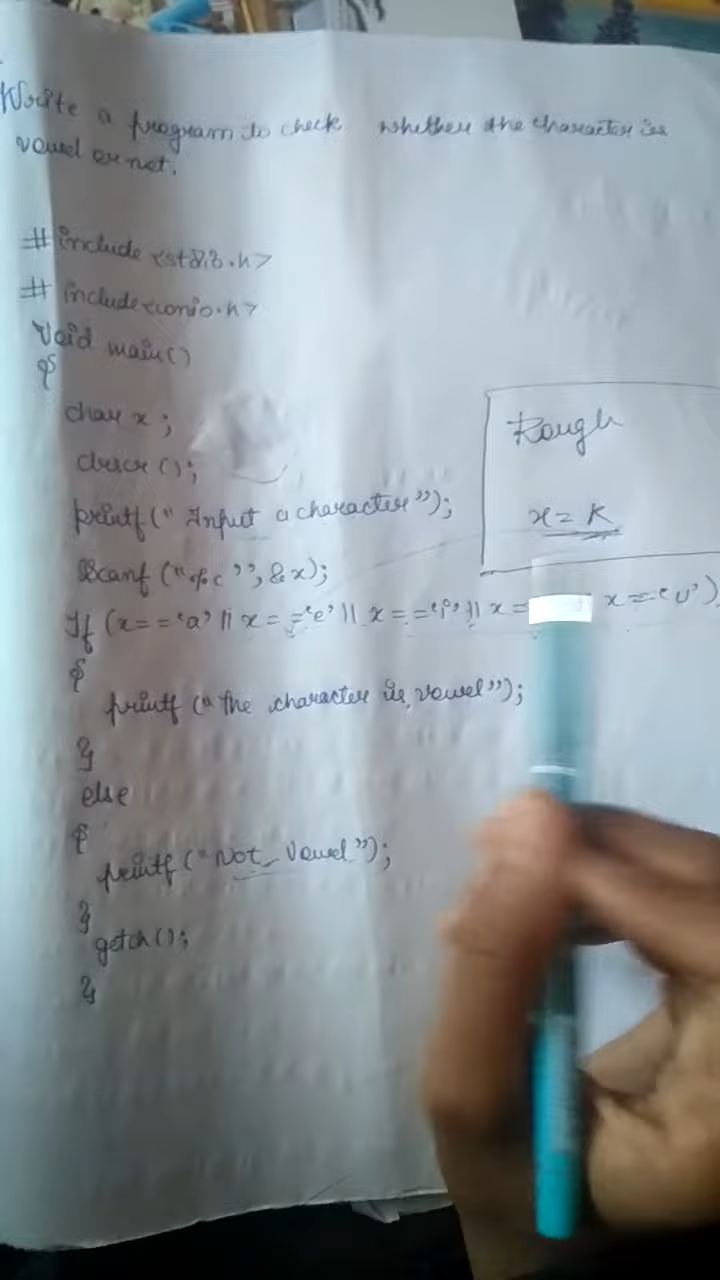 Write a program to check whether the character is
vowel or not.
#include <stdio.h>
#include<conio.h>
Void main()
{
char x;
clrscr();
printf("Input a character");
Scanf("%c",&x);
If (x=='a'||x=='e'||x=='i'||x= x=='u')
{
printf("the character is vowel");
}
else
{
printf("Not Vowel");
}
getch();
}
Rough
x=K